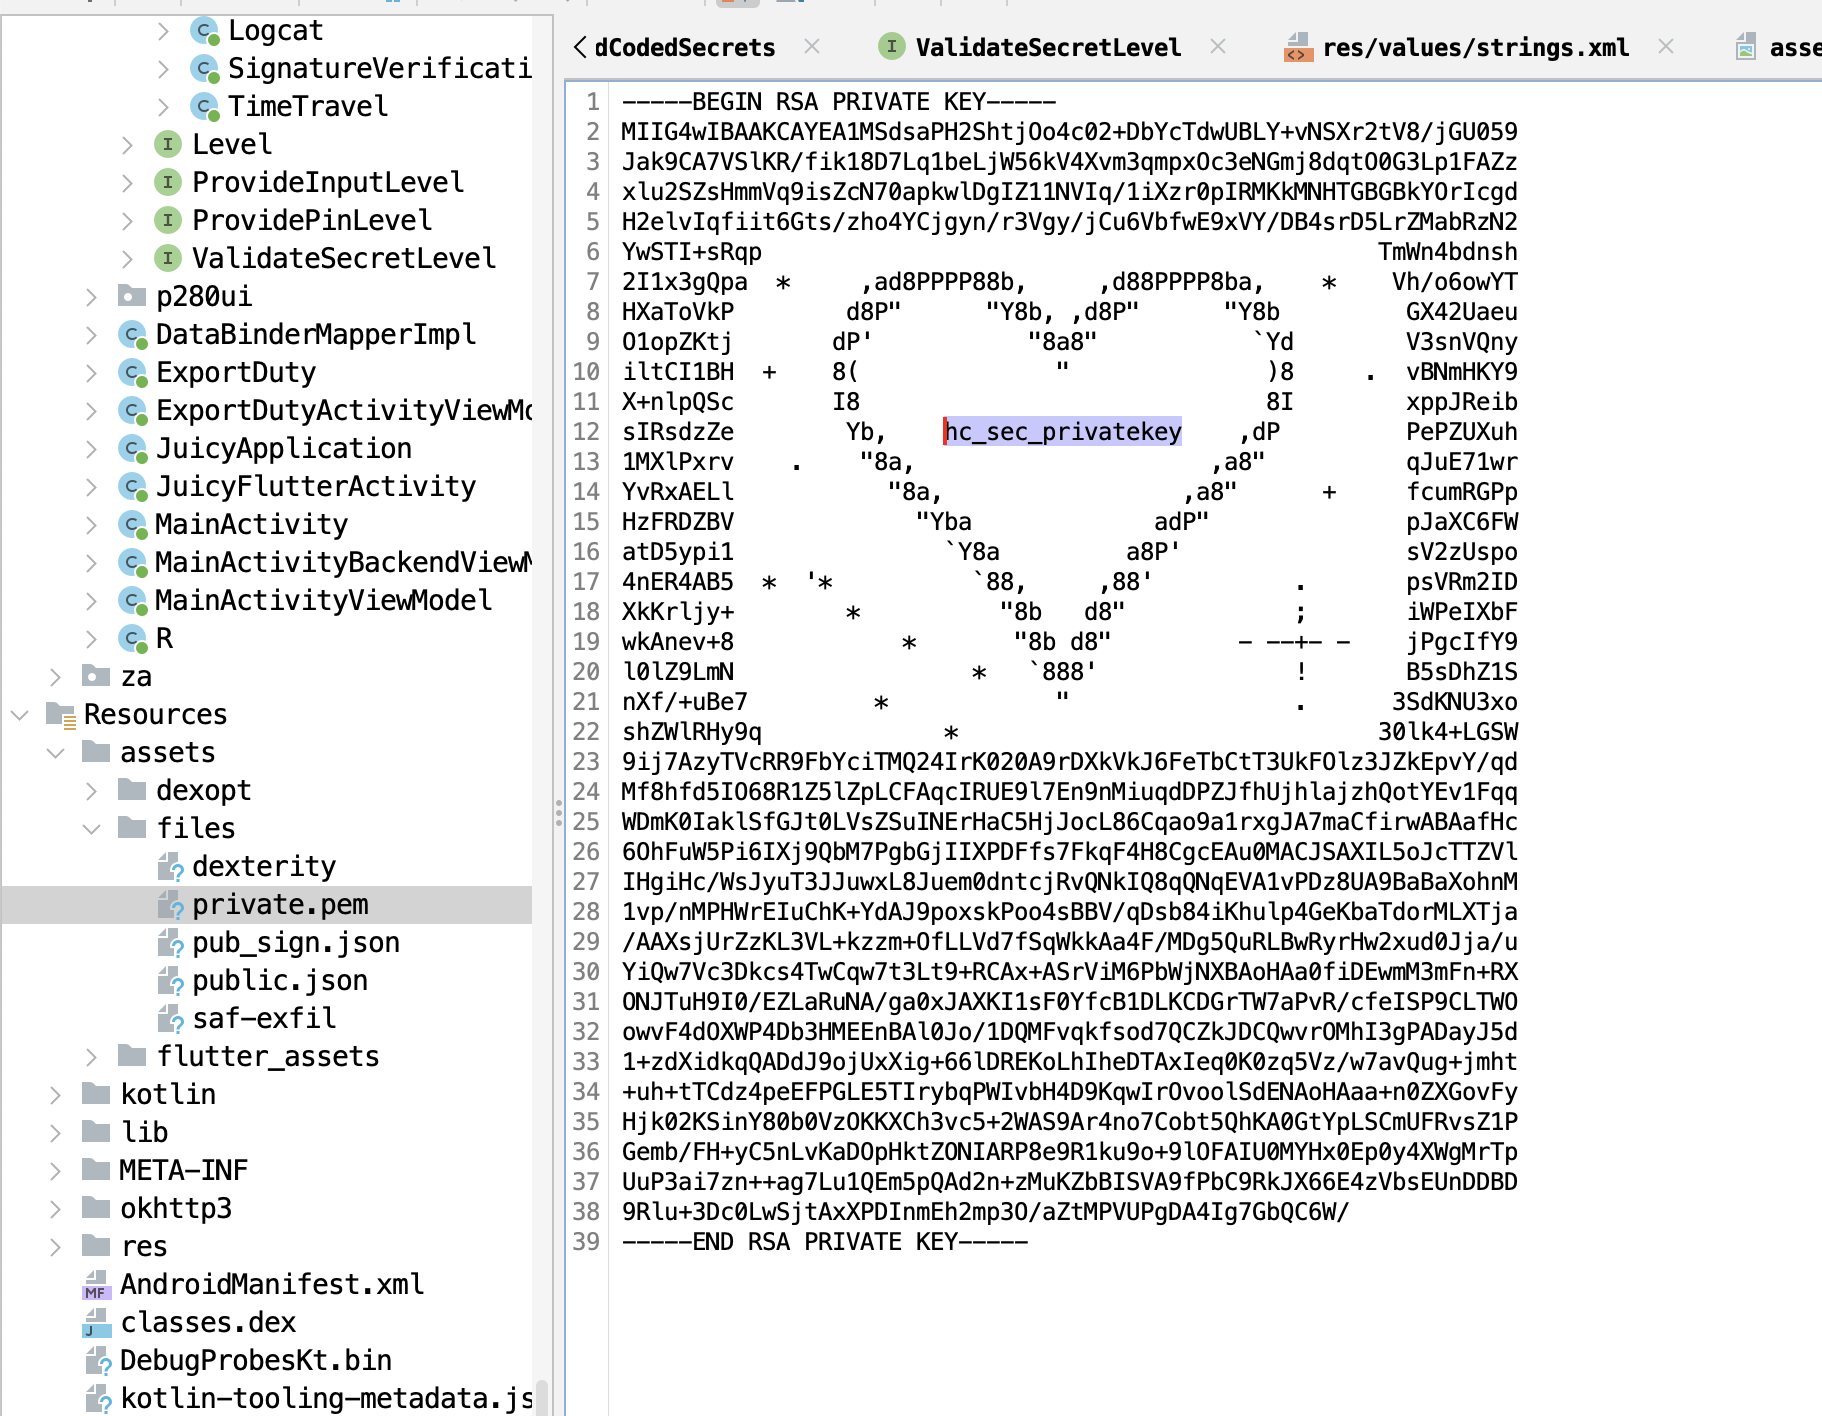 Logcat
SignatureVerificati
TimeTravel
Level
ProvideInputLevel
ProvidePinLevel
ValidateSecretLevel
p280ui
DataBinderMapperImpl
ExportDuty
ExportDutyActivityViewMo
JuicyApplication
JuicyFlutterActivity
MainActivity
MainActivityBackendViewM
MainActivityViewModel
R
za
Resources
assets
dexopt
files
dexterity
private.pem
pub_sign.json
public.json
saf-exfil
flutter_assets
kotlin
lib
META-INF
okhttp3
res
AndroidManifest.xml
classes.dex
DebugProbesKt.bin
kotlin-tooling-metadata.js
dCodedSecrets ValidateSecretLevel res/values/strings.xml asse
1 -----BEGIN RSA PRIVATE KEY-----
2 MIIG4wIBAAKCAYEA1MSdsaPH2ShtjOo4c02+DbYcTdwUBLY+vNSXr2tV8/jGU059
3 Jak9CA7VSlKR/fik18D7Lq1beLjW56kV4Xvm3qmpxOc3eNGmj8dqtO0G3Lp1FAZz
4 xlu2SZsHmmVq9isZcN70apkwlDgIZ11NVIq/1iXzr0pIRMKkMNHTGBGBkYOrIcgd
5 H2elvIqfiit6Gts/zho4YCjgyn/r3Vgy/jCu6VbfwE9xVY/DB4srD5LrZMabRzN2
6 YwSTI+sRqp                                            TmWn4bdnsh
7 2I1x3gQpa  *     ,ad8PPPP88b,     ,d88PPPP8ba,    *    Vh/o6owYT
8 HXaToVkP        d8P"      "Y8b, ,d8P"      "Y8b         GX42Uaeu
9 O1opZKtj       dP'           "8a8"           `Yd        V3snVQny
10 iltCI1BH  +    8(              "              )8     .  vBNmHKY9
11 X+nlpQSc       I8                             8I        xppJReib
12 sIRsdzZe        Yb,    hc_sec_privatekey    ,dP         PePZUXuh
13 1MXlPxrv    .    "8a,                     ,a8"          qJuE71wr
14 YvRxAELl           "8a,                 ,a8"      +     fcumRGPp
15 HzFRDZBV             "Yba             adP"              pJaXC6FW
16 atD5ypi1               `Y8a         a8P'                sV2zUspo
17 4nER4AB5  *  '*          `88,     ,88'          .       psVRm2ID
18 XkKrljy+        *          "8b   d8"            ;       iWPeIXbF
19 wkAnev+8            *       "8b d8"         - --+- -    jPgcIfY9
20 l0lZ9LmN                 *   `888'              !       B5sDhZ1S
21 nXf/+uBe7         *            "                .      3SdKNU3xo
22 shZWlRHy9q             *                              30lk4+LGSW
23 9ij7AzyTVcRR9FbYciTMQ24IrK020A9rDXkVkJ6FeTbCtT3UkFOlz3JZkEpvY/qd
24 Mf8hfd5IO68R1Z5lZpLCFAqcIRUE9l7En9nMiuqdDPZJfhUjhlajzhQotYEv1Fqq
25 WDmK0IaklSfGJt0LVsZSuINErHaC5HjJocL86Cqao9a1rxgJA7maCfirwABAafHc
26 6OhFuW5Pi6IXj9QbM7PgbGjIIXPDFfs7FkqF4H8CgcEAu0MACJSAXIL5oJcTTZVl
27 IHgiHc/WsJyuT3JJuwxL8Juem0dntcjRvQNkIQ8qQNqEVA1vPDz8UA9BaBaXohnM
28 1vp/nMPHWrEIuChK+YdAJ9poxskPoo4sBBV/qDsb84iKhulp4GeKbaTdorMLXTja
29 /AAXsjUrZzKL3VL+kzzm+OfLLVd7fSqWkkAa4F/MDg5QuRLBwRyrHw2xud0Jja/u
30 YiQw7Vc3Dkcs4TwCqw7t3Lt9+RCAx+ASrViM6PbWjNXBAoHAa0fiDEwmM3mFn+RX
31 ONJTuH9I0/EZLaRuNA/ga0xJAXKI1sF0YfcB1DLKCDGrTW7aPvR/cfeISP9CLTWO
32 owvF4dOXWP4Db3HMEEnBAl0Jo/1DQMFvqkfsod7QCZkJDCQwvrOMhI3gPADayJ5d
33 1+zdXidkqQADdJ9ojUxXig+66lDREKoLhIheDTAxIeq0K0zq5Vz/w7avQug+jmht
34 +uh+tTCdz4peEFPGLE5TIrybqPWIvbH4D9KqwIrOvoolSdENAoHAaa+n0ZXGovFy
35 Hjk02KSinY80b0VzOKKXCh3vc5+2WAS9Ar4no7Cobt5QhKA0GtYpLSCmUFRvsZ1P
36 Gemb/FH+yC5nLvKaDOpHktZONIARP8e9R1ku9o+9lOFAIU0MYHx0Ep0y4XWgMrTp
37 UuP3ai7zn++ag7Lu1QEm5pQAd2n+zMuKZbBISVA9fPbC9RkJX66E4zVbsEUnDDBD
38 9Rlu+3Dc0LwSjtAxXPDInmEh2mp3O/aZtMPVUPgDA4Ig7GbQC6W/
39 -----END RSA PRIVATE KEY-----